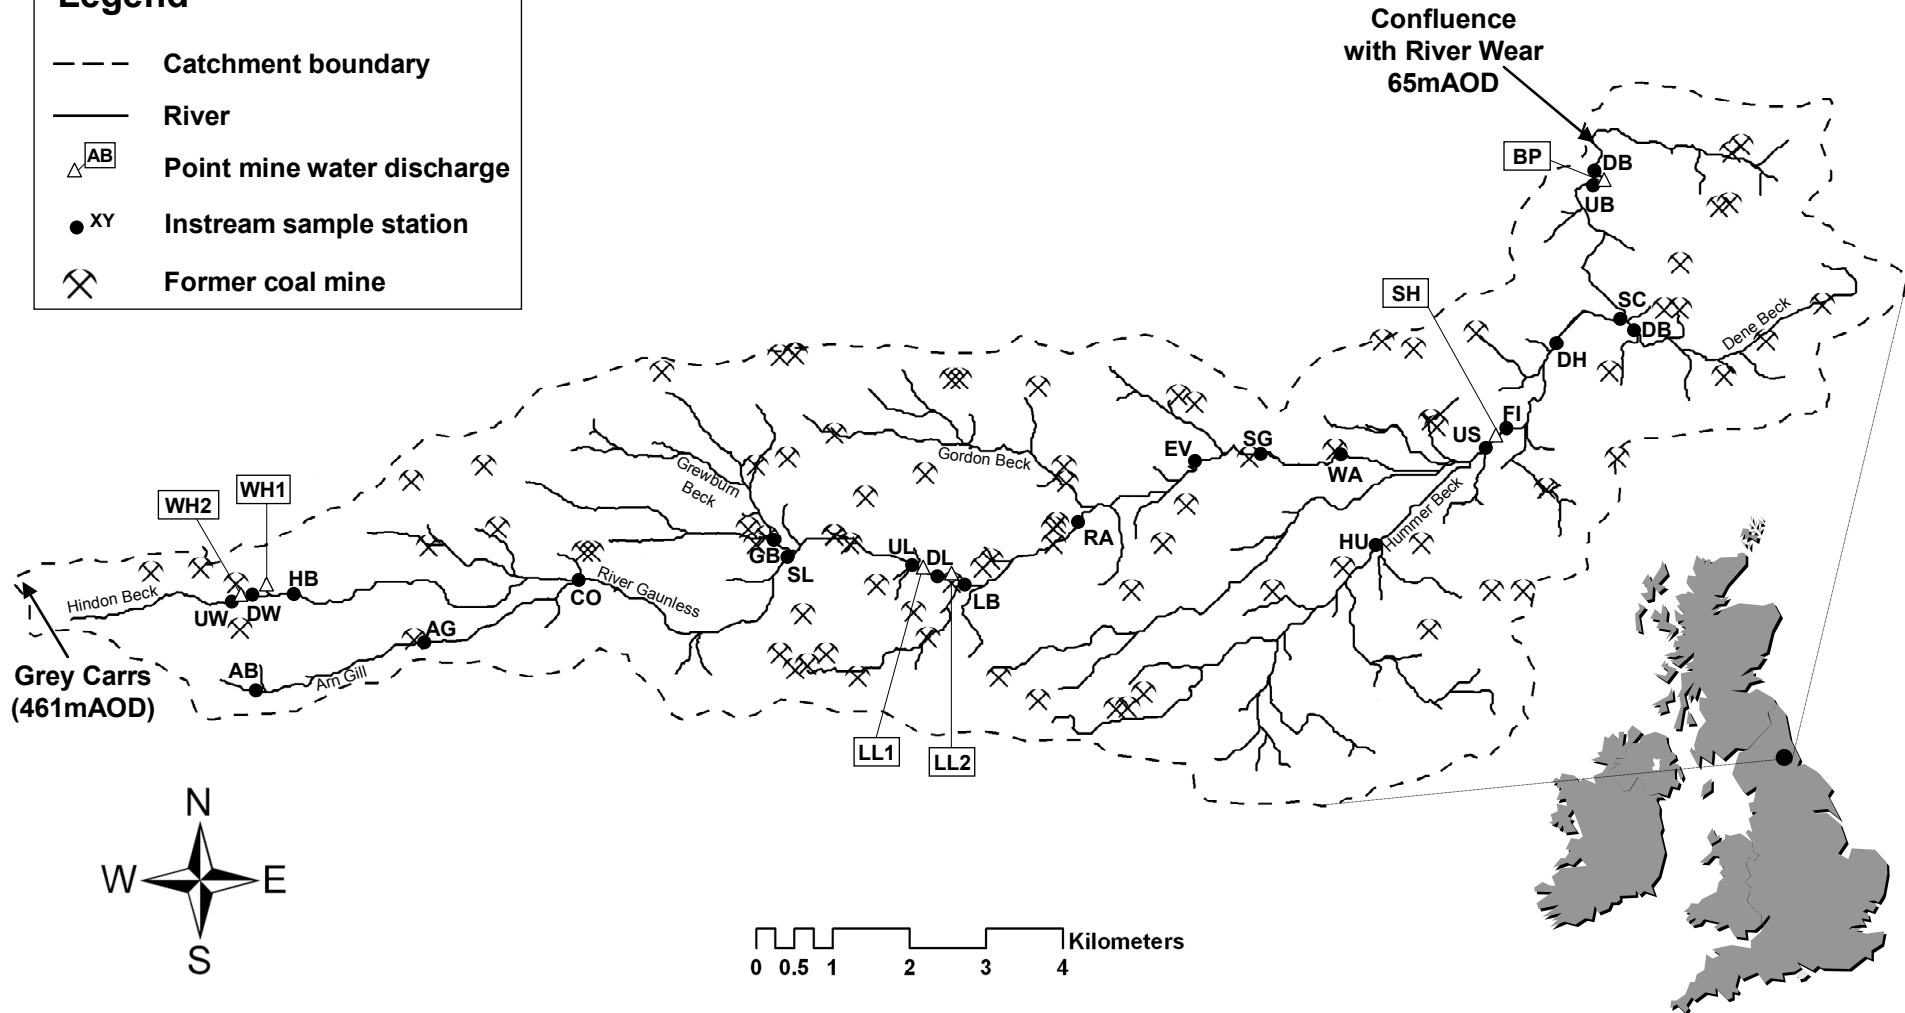 Legend
Catchment boundary
River
AB
Point mine water discharge
XY
Instream sample station
Former coal mine
Confluence
with River Wear
65mAOD
BP
DB
UB
SH
SC
DB
Dene Beck
DH
FI
US
EV
SG
WA
Gordon Beck
Grewburn
Beck
Hummer Beck
HU
RA
WH2
WH1
HB
Hindon Beck
UW
DW
GB
SL
UL
DL
LB
CO
River Gaunless
AG
AB
Arn Gill
Grey Carrs
(461mAOD)
LL1
LL2
N
W
E
S
Kilometers
0 0.5 1 2 3 4